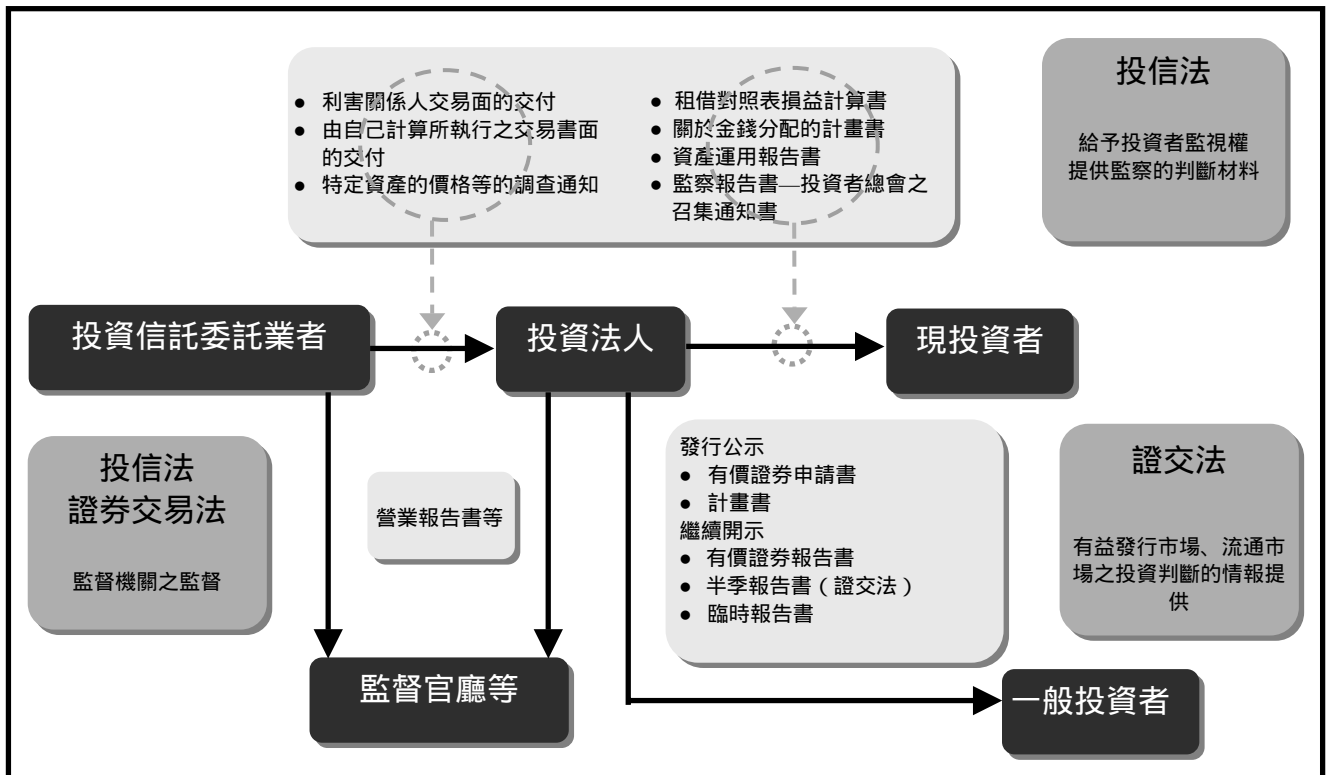 ● 利害關係人交易面的交付
● 由自己計算所執行之交易書面
的交付
● 特定資產的價格等的調查通知
● 租借對照表損益計算書
● 關於金錢分配的計畫書
● 資產運用報告書
● 監察報告書—投資者總會之
召集通知書
投信法
給予投資者監視權
提供監察的判斷材料
投資信託委託業者
投資法人
現投資者
投信法
證券交易法
監督機關之監督
營業報告書等
發行公示
● 有價證券申請書
● 計畫書
繼續開示
● 有價證券報告書
● 半季報告書（證交法）
● 臨時報告書
證交法
有益發行市場、流通市
場之投資判斷的情報提
供
監督官廳等
一般投資者